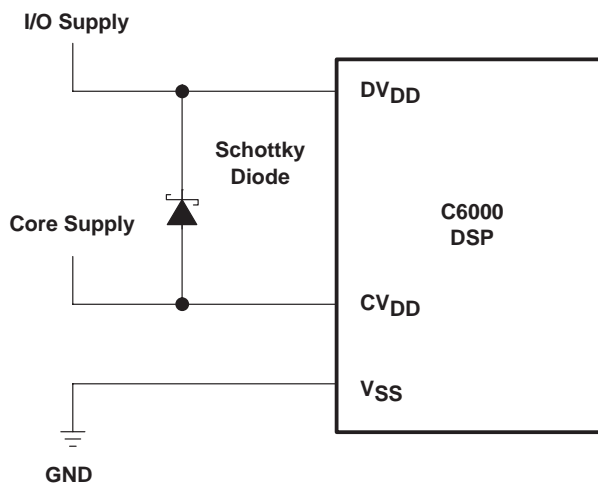 I/O Supply
DVDD
Schottky
Diode
C6000
DSP
Core Supply
CVDD
VSS
GND